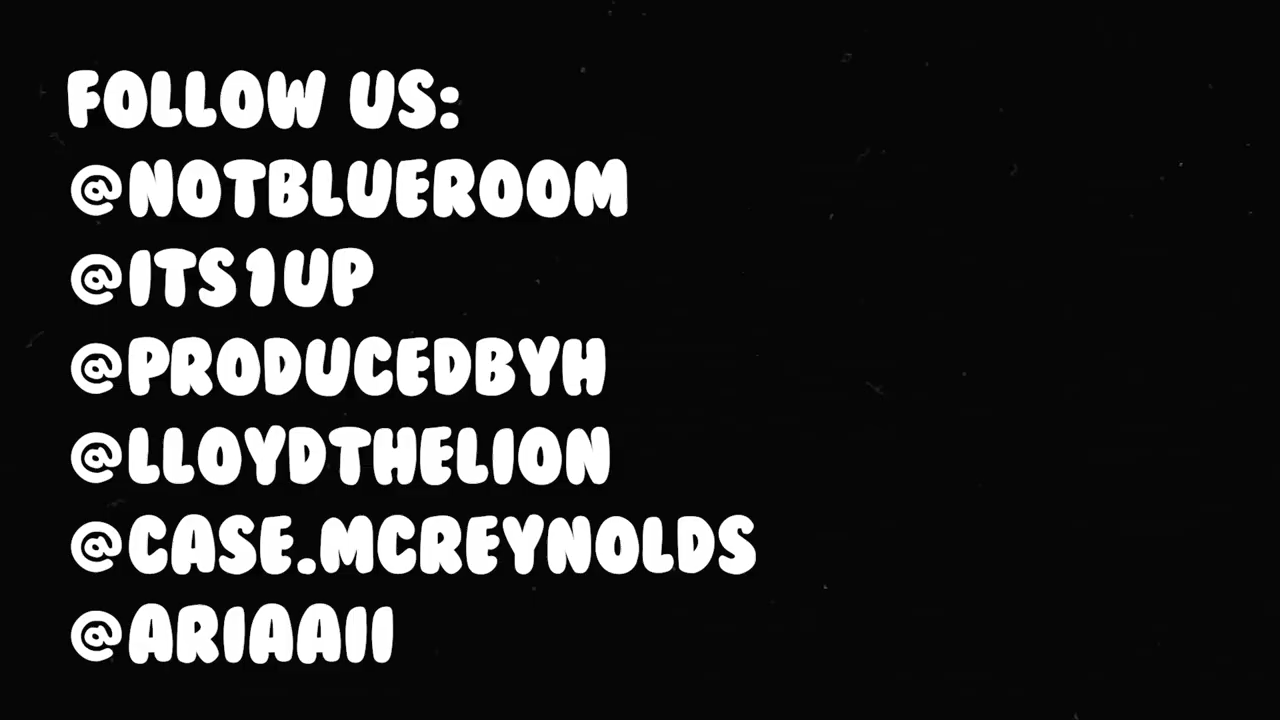 FOLLOW US:
@NOTBLUEROOM
@ITS1UP
@PRODUCEDBYH
@LLOYDTHELION
@CASE.MCREYNOLDS
@ARIAAII